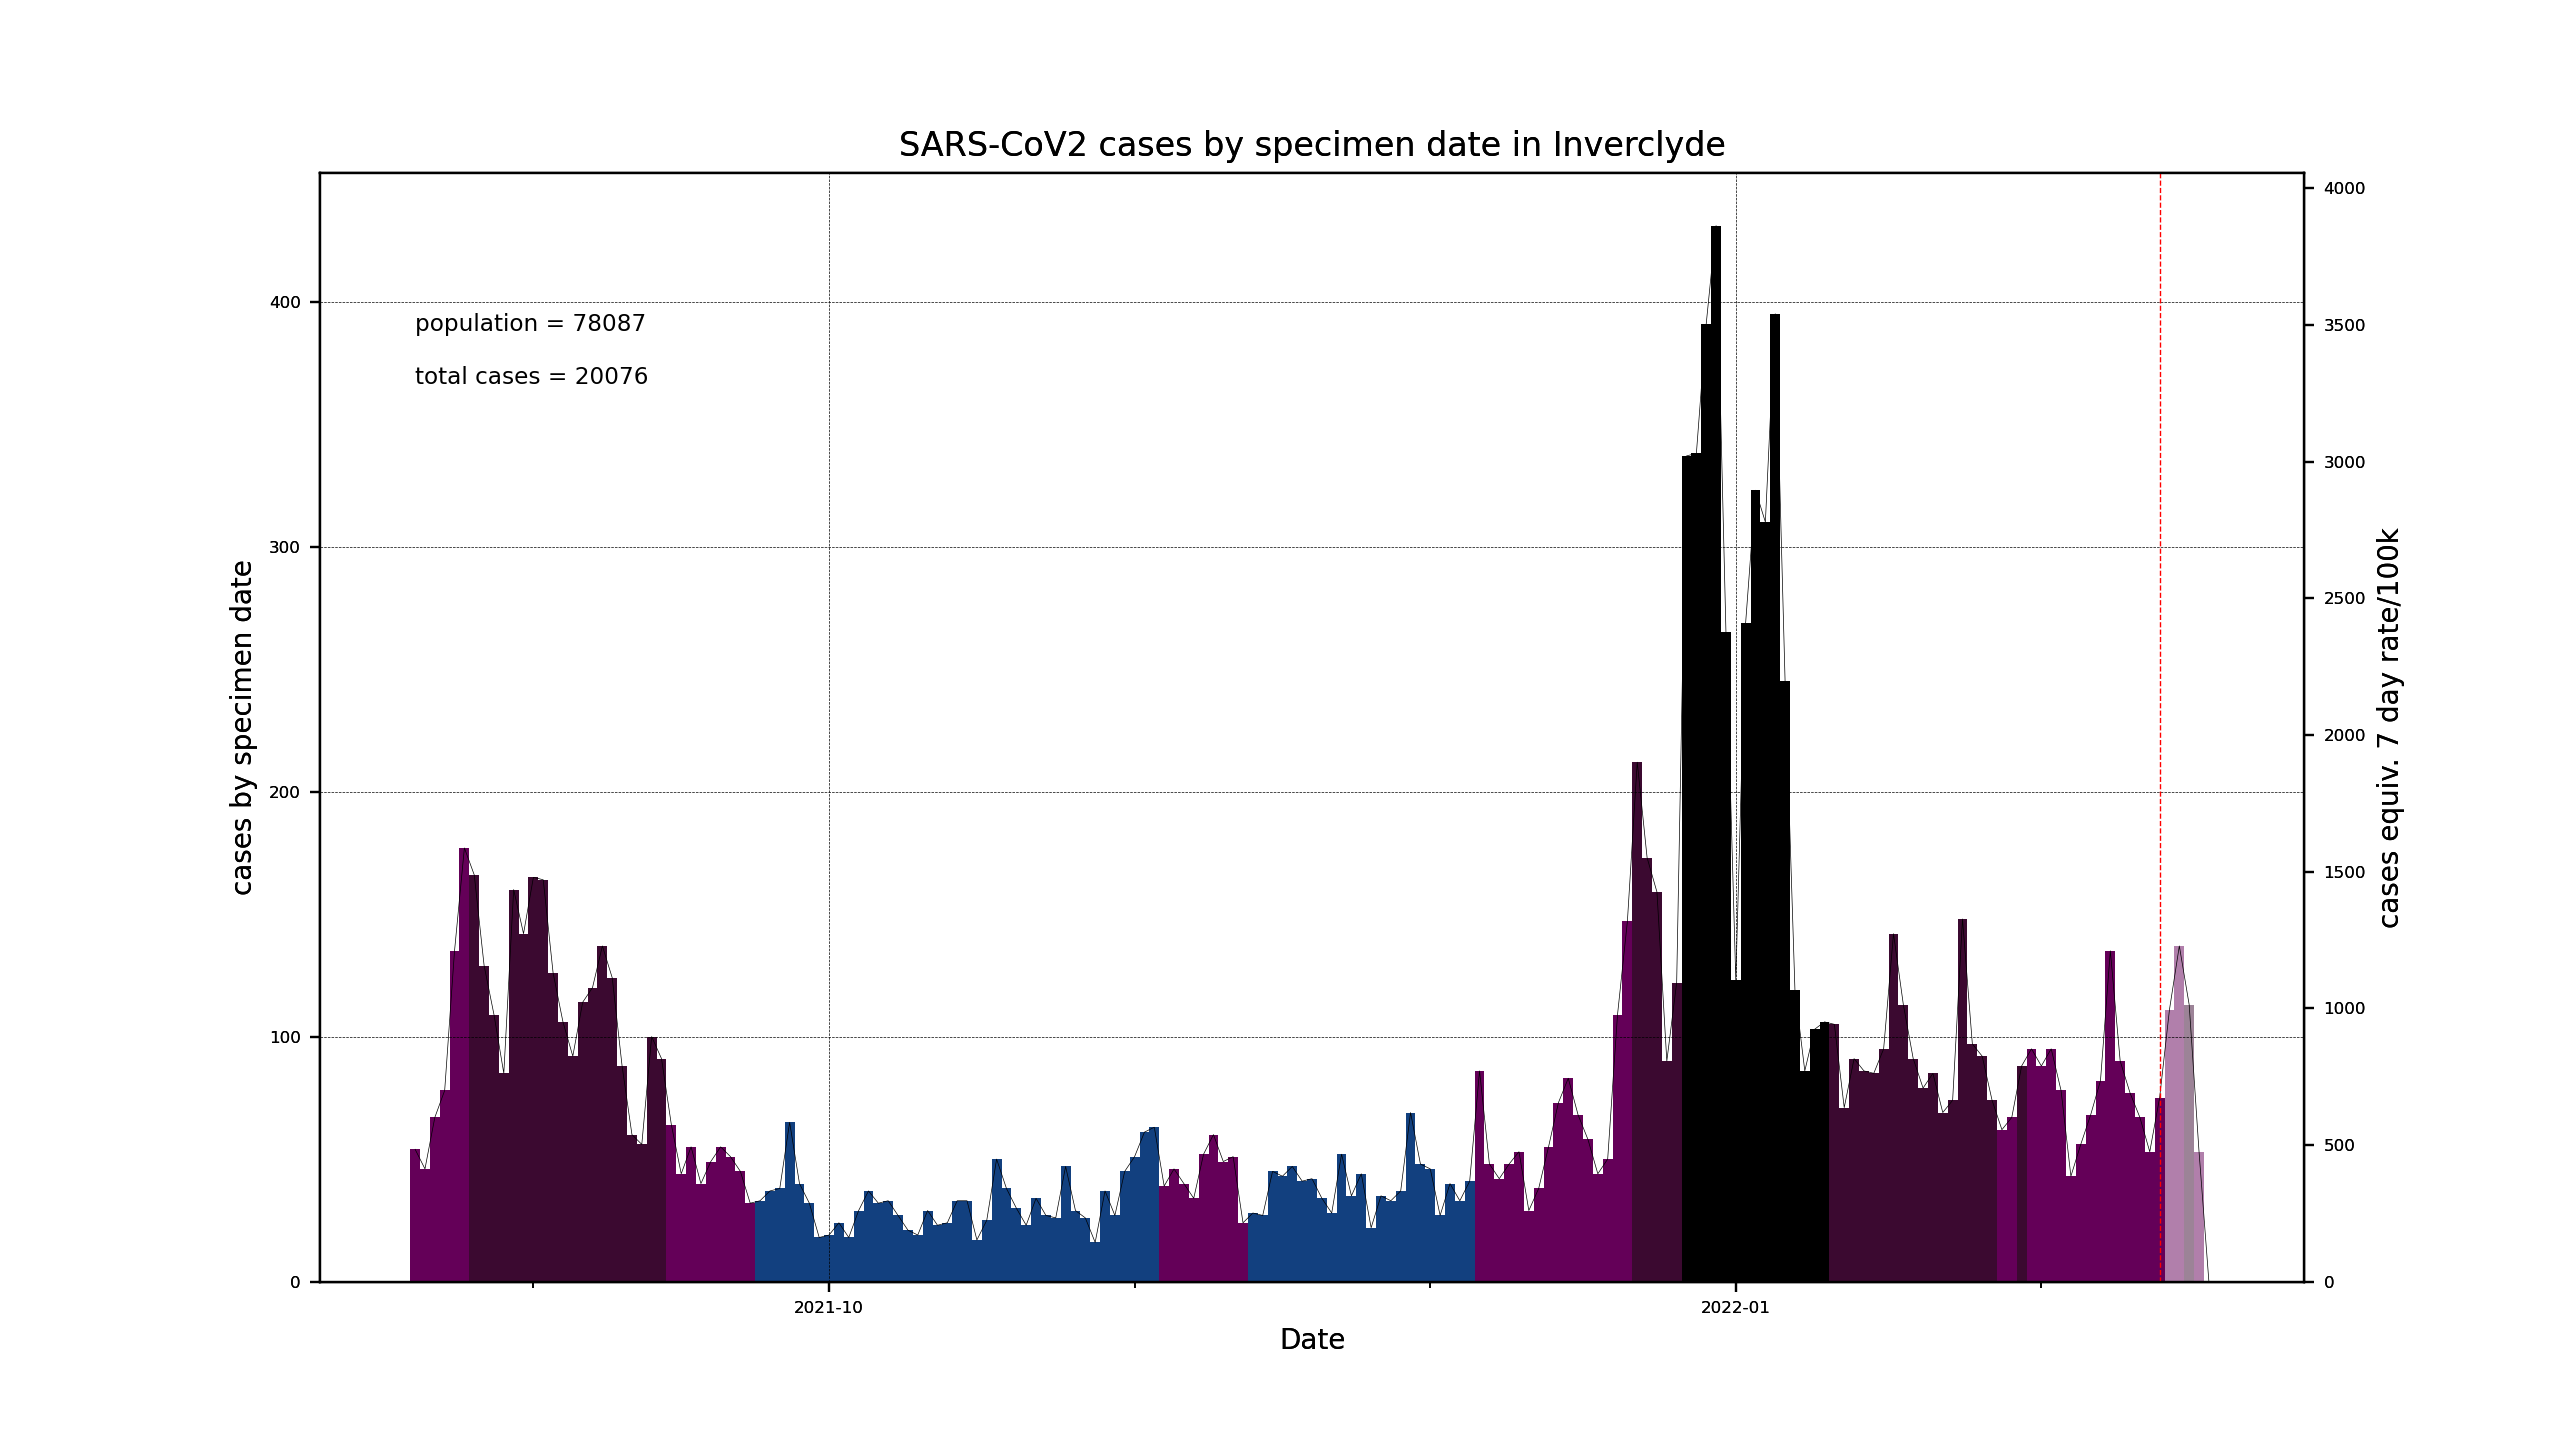 SARS-CoV2 cases by specimen date in Inverclyde
population = 78087
total cases = 20076
cases by specimen date
400
300
200
100
0
4000
3500
3000
2500
2000
1500
1000
500
0
cases equiv. 7 day rate/100k
2021-10
2022-01
Date